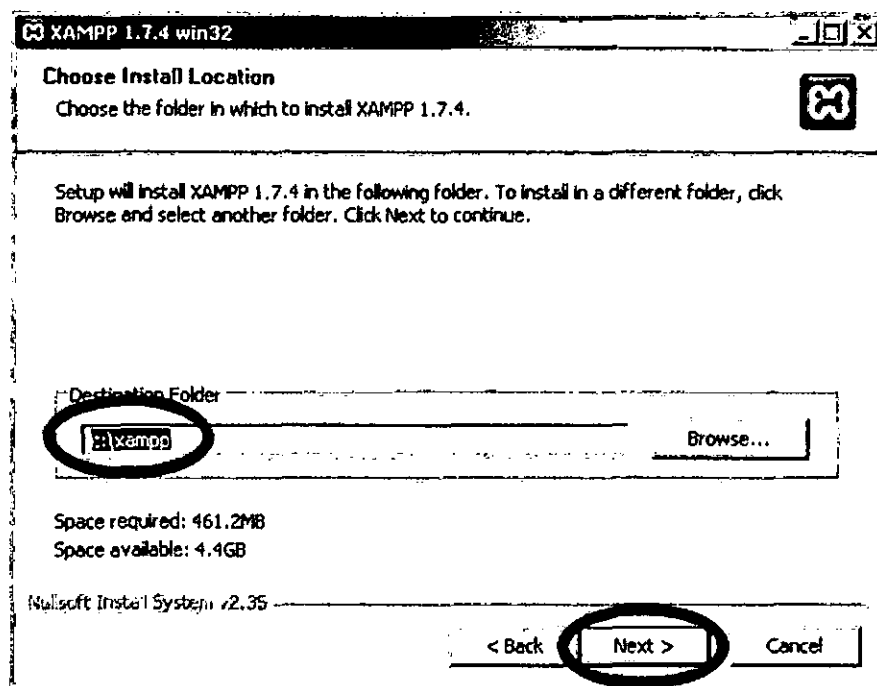 XAMPP 1.7.4 win32
Choose Install Location
Choose the folder in which to install XAMPP 1.7.4.
Setup will install XAMPP 1.7.4 in the following folder. To install in a different folder, click
Browse and select another folder. Click Next to continue.
Destination Folder
:\xampp
Browse...
Space required: 461.2MB
Space available: 4.4GB
Nullsoft Install System v2.35
< Back
Next >
Cancel